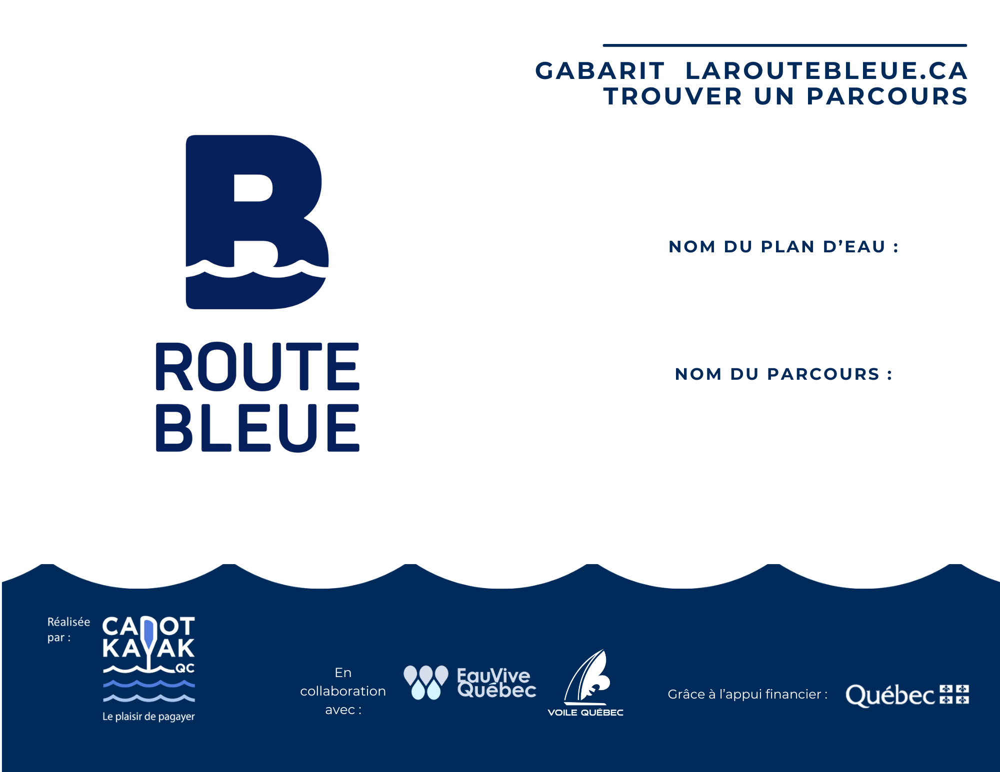 GABARIT LAROUTEBLEUE.CA
TROUVER UN PARCOURS
B
ROUTE
BLEUE
NOM DU PLAN D’EAU :
NOM DU PARCOURS :
Réalisée
par :
CANOT
KAYAK
QC
Le plaisir de pagayer
En
collaboration
avec :
EauVive
Québec
VOILE QUÉBEC
Grâce à l’appui financier :
Québec